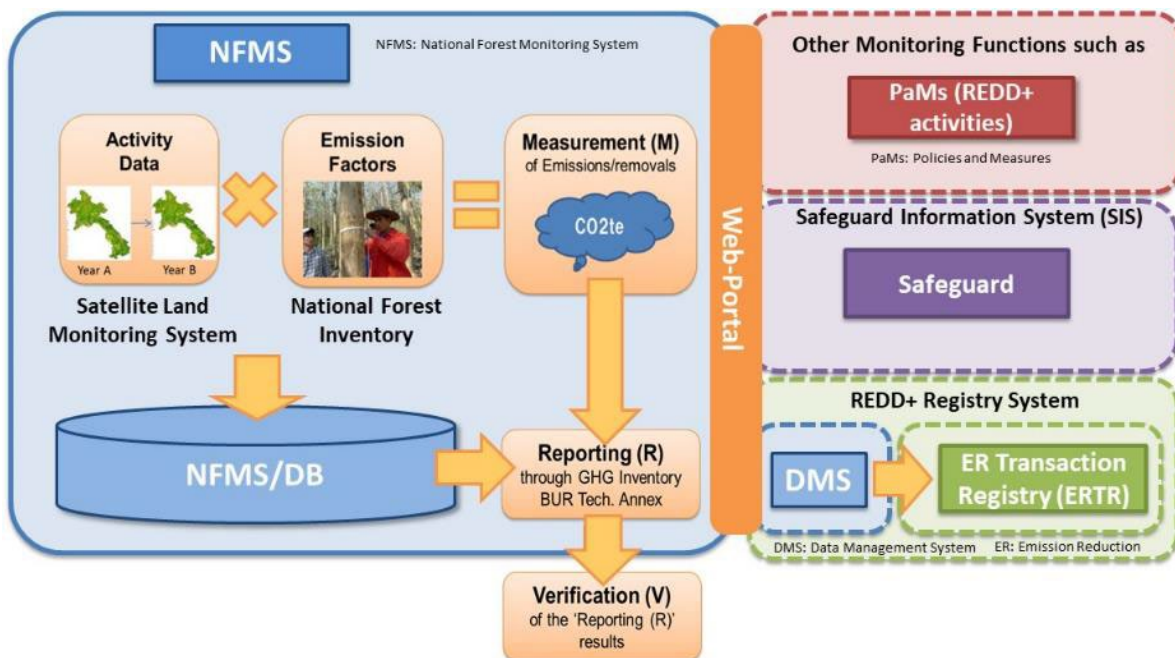 NFMS
NFMS: National Forest Monitoring System
Activity
Data
Year A
Year B
Emission
Factors
Measurement (M)
of Emissions/removals
CO2te
Satellite Land
Monitoring System
National Forest
Inventory
NFMS/DB
Reporting (R)
through GHG Inventory
BUR Tech. Annex
Verification (V)
of the ‘Reporting (R)’
results
Web-Portal
Other Monitoring Functions such as
PaMs (REDD+
activities)
PaMs: Policies and Measures
Safeguard Information System (SIS)
Safeguard
REDD+ Registry System
DMS
ER Transaction
Registry (ERTR)
DMS: Data Management System
ER: Emission Reduction